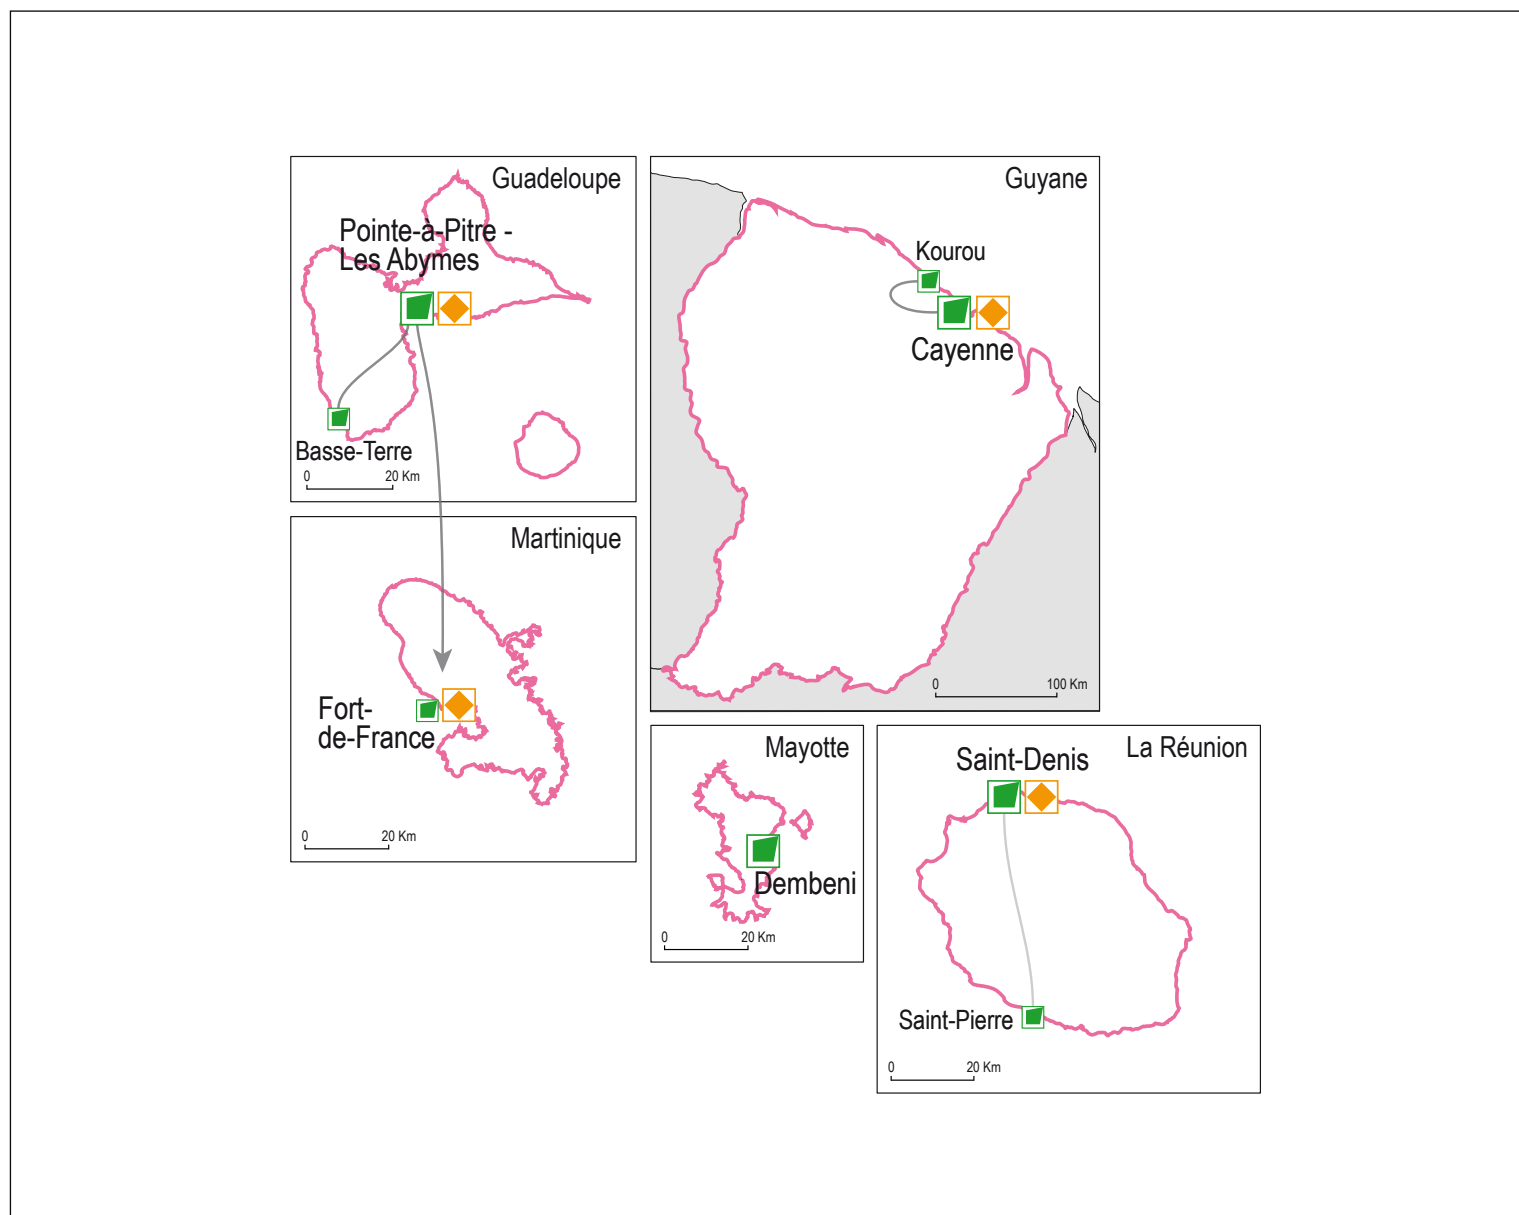 Guadeloupe
Pointe-à-Pitre -
Les Abymes
Basse-Terre
0 20 Km
Guyane
Kourou
Cayenne
0 100 Km
Martinique
Fort-
de-France
0 20 Km
Mayotte
Dembeni
0 20 Km
La Réunion
Saint-Denis
Saint-Pierre
0 20 Km